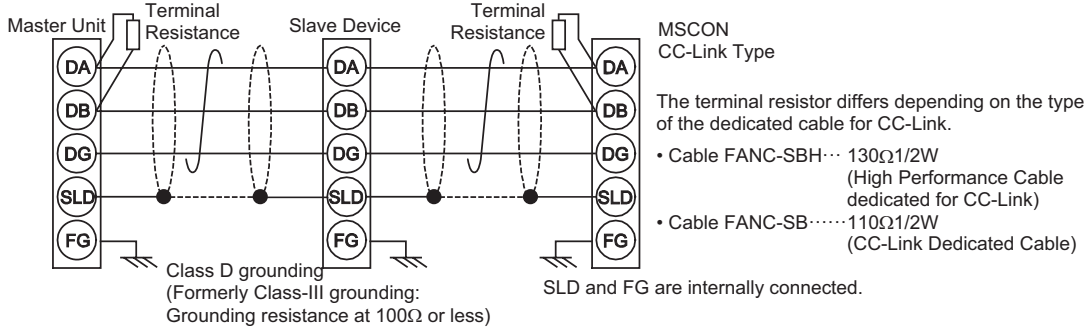 Master Unit
Terminal
Resistance
Slave Device
Terminal
Resistance
MSCON
CC-Link Type
DA
DB
DG
SLD
FG
DA
DB
DG
SLD
FG
DA
DB
DG
SLD
FG
The terminal resistor differs depending on the type
of the dedicated cable for CC-Link.
• Cable FANC-SBH··· 130Ω1/2W
(High Performance Cable
dedicated for CC-Link)
• Cable FANC-SB······110Ω1/2W
(CC-Link Dedicated Cable)
Class D grounding
(Formerly Class-III grounding:
Grounding resistance at 100Ω or less)
SLD and FG are internally connected.